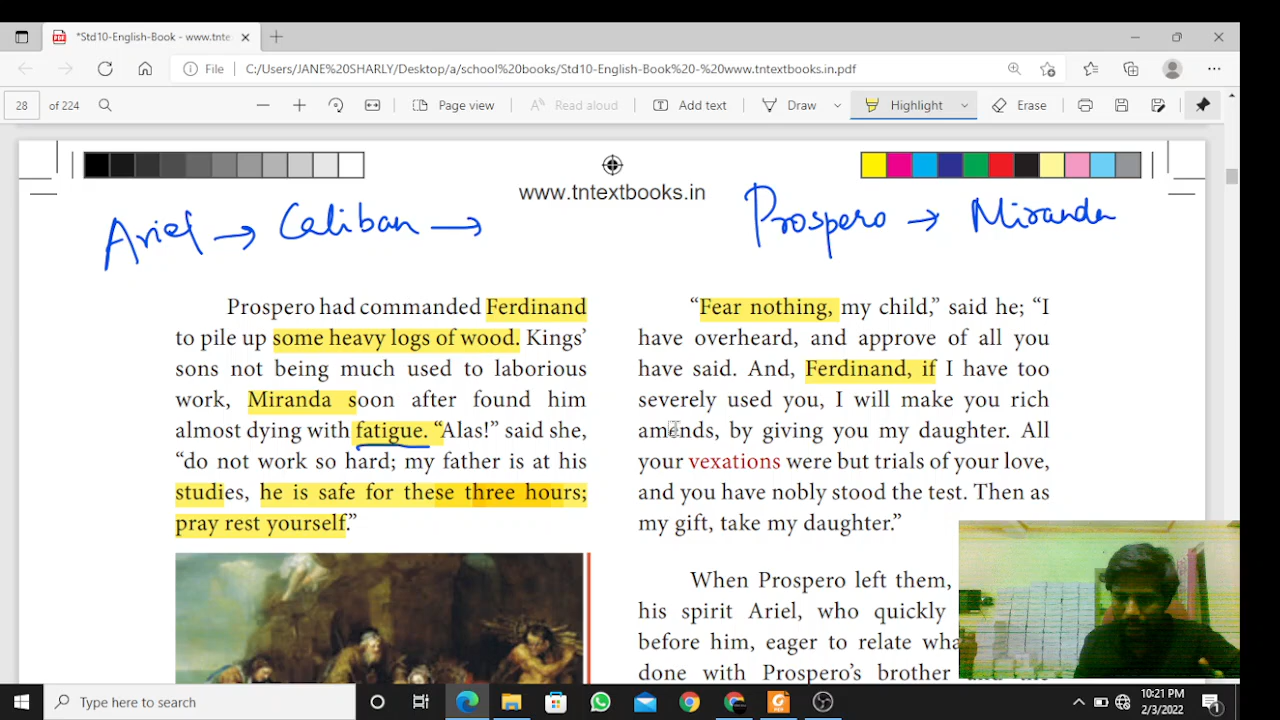 *Std10-English-Book - www.tnte
File
C:/Users/JANE%20SHARLY/Desktop/a/school%20books/Std10-English-Book%20-%20www.tntextbooks.in.pdf
28 of 224
Page view
Read aloud
Add text
Draw
Highlight
Erase
www.tntextbooks.in
Ariel → Caliban →
Prospero → Miranda
Prospero had commanded Ferdinand
to pile up some heavy logs of wood. Kings’
sons not being much used to laborious
work, Miranda soon after found him
almost dying with fatigue. “Alas!” said she,
“do not work so hard; my father is at his
studies, he is safe for these three hours;
pray rest yourself.”
“Fear nothing, my child,” said he; “I
have overheard, and approve of all you
have said. And, Ferdinand, if I have too
severely used you, I will make you rich
amends, by giving you my daughter. All
your vexations were but trials of your love,
and you have nobly stood the test. Then as
my gift, take my daughter.”
When Prospero left them,
his spirit Ariel, who quickly
before him, eager to relate
done with Prospero’s brother
Type here to search
10:21 PM
2/3/2022